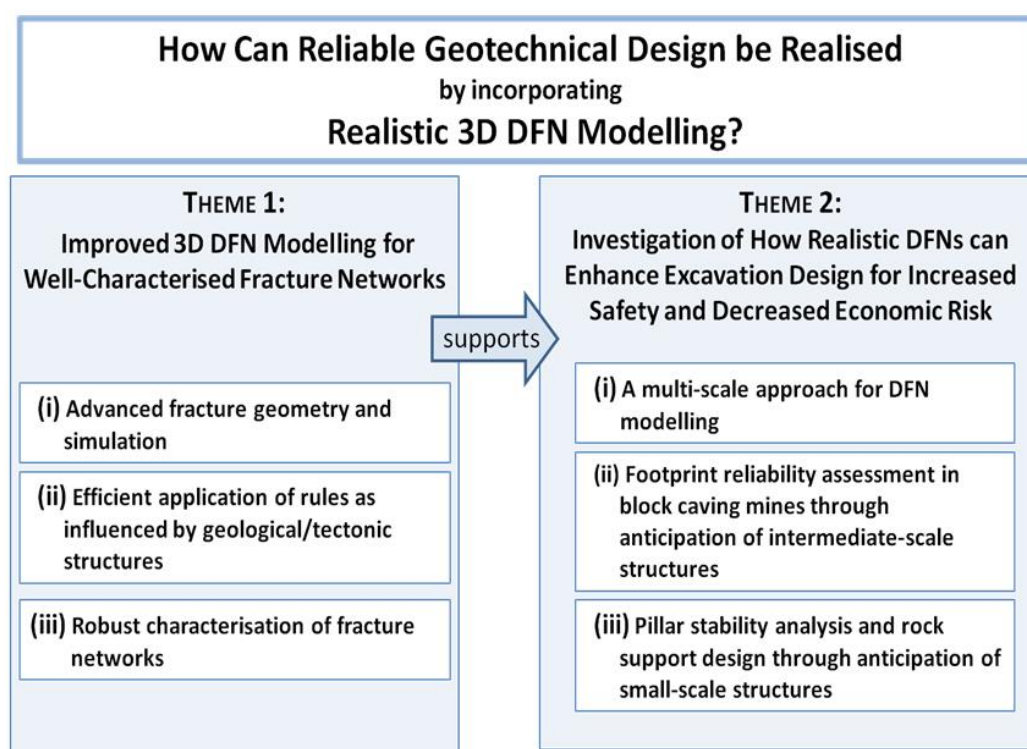 How Can Reliable Geotechnical Design be Realised
by incorporating
Realistic 3D DFN Modelling?
THEME 1:
Improved 3D DFN Modelling for
Well-Characterised Fracture Networks
(i) Advanced fracture geometry and
simulation
(ii) Efficient application of rules as
influenced by geological/tectonic
structures
(iii) Robust characterisation of fracture
networks
supports
THEME 2:
Investigation of How Realistic DFNs can
Enhance Excavation Design for Increased
Safety and Decreased Economic Risk
(i) A multi-scale approach for DFN
modelling
(ii) Footprint reliability assessment in
block caving mines through
anticipation of intermediate-scale
structures
(iii) Pillar stability analysis and rock
support design through anticipation of
small-scale structures